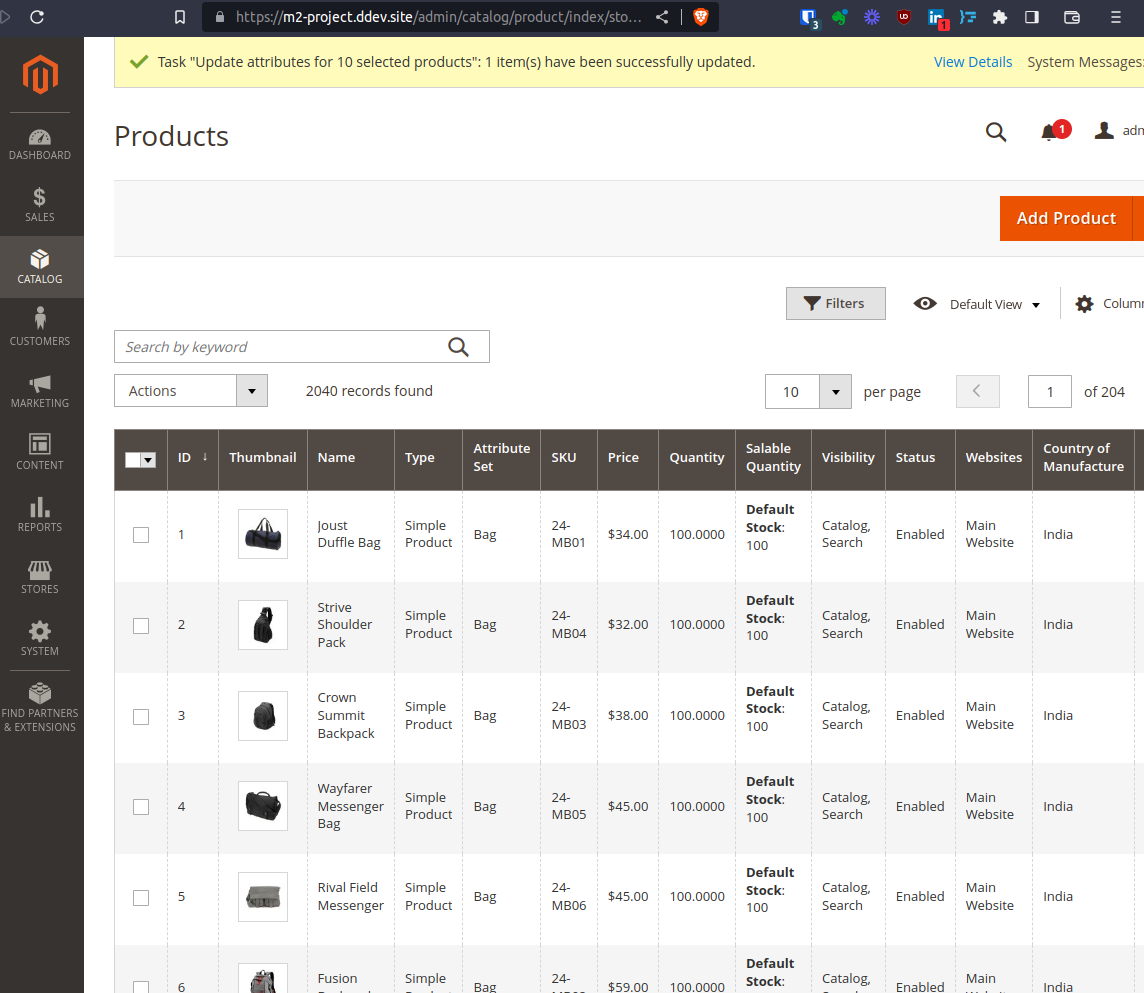 https://m2-project.ddev.site/admin/catalog/product/index/sto...
3
UD
in
1
Task "Update attributes for 10 selected products": 1 item(s) have been successfully updated.
View Details
System Messages:
Products
1
adm
Add Product
Filters
Default View
Colum
Search by keyword
Actions
2040 records found
10
per page
1
of 204
DASHBOARD
$
SALES
CATALOG
CUSTOMERS
MARKETING
CONTENT
REPORTS
STORES
SYSTEM
FIND PARTNERS
& EXTENSIONS
ID ↓ Thumbnail Name Type Attribute Set SKU Price Quantity Salable Quantity Visibility Status Websites Country of Manufacture
1 Joust Duffle Bag Simple Product Bag 24-MB01 $34.00 100.0000 Default Stock: 100 Catalog, Search Enabled Main Website India
2 Strive Shoulder Pack Simple Product Bag 24-MB04 $32.00 100.0000 Default Stock: 100 Catalog, Search Enabled Main Website India
3 Crown Summit Backpack Simple Product Bag 24-MB03 $38.00 100.0000 Default Stock: 100 Catalog, Search Enabled Main Website India
4 Wayfarer Messenger Bag Simple Product Bag 24-MB05 $45.00 100.0000 Default Stock: 100 Catalog, Search Enabled Main Website India
5 Rival Field Messenger Simple Product Bag 24-MB06 $45.00 100.0000 Default Stock: 100 Catalog, Search Enabled Main Website India
6 Fusion Simple Bag 24- $59.00 100.0000 Default Stock: Catalog, Enabled Main India